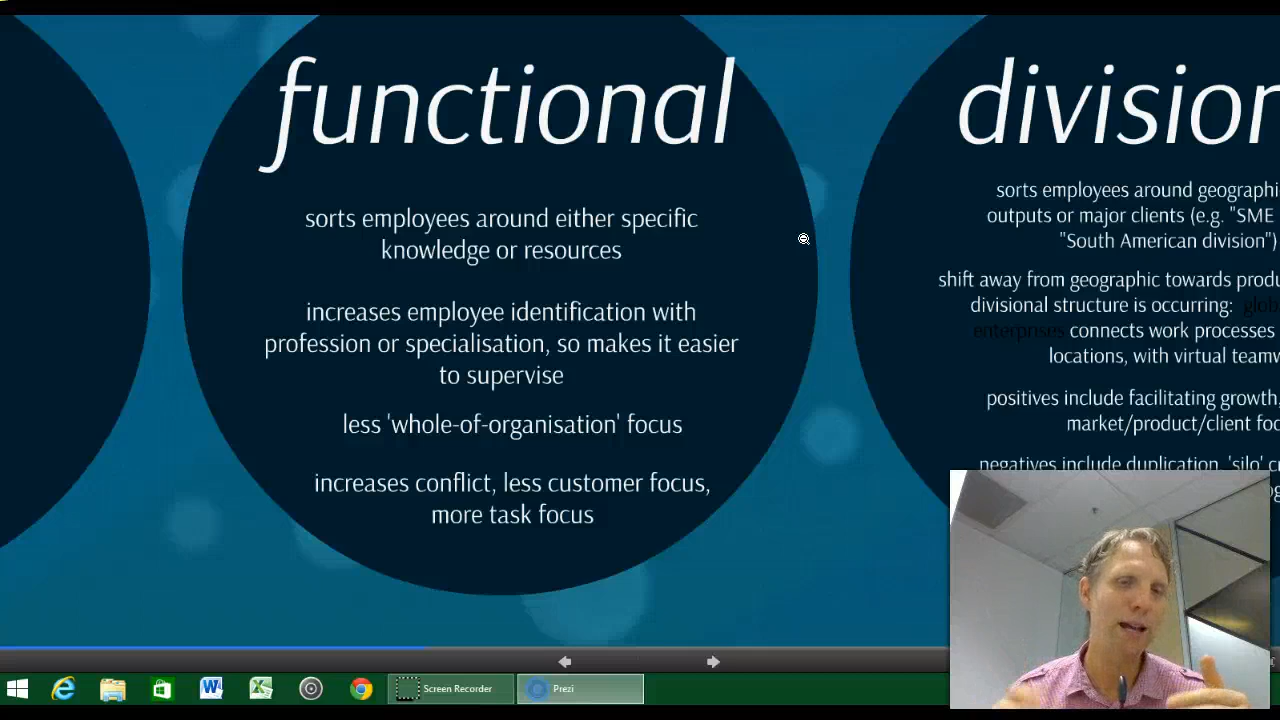 functional
sorts employees around either specific
knowledge or resources
increases employee identification with
profession or specialisation, so makes it easier
to supervise
less 'whole-of-organisation' focus
increases conflict, less customer focus,
more task focus
division
sorts employees around geographi
outputs or major clients (e.g. "SME
"South American division")
shift away from geographic towards produ
divisional structure is occurring: glob
enterprises connects work processes
locations, with virtual teamw
positives include facilitating growth,
market/product/client foc
negatives include duplication, 'silo' c
Screen Recorder
Prezi